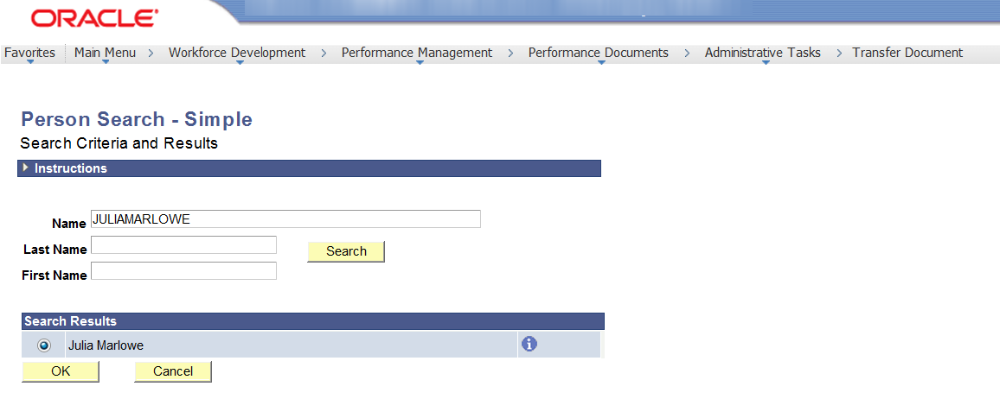 ORACLE
Favorites Main Menu > Workforce Development > Performance Management > Performance Documents > Administrative Tasks > Transfer Document
Person Search - Simple
Search Criteria and Results
Instructions
Name JULIAMARLOWE
Last Name
Search
First Name
Search Results
Julia Marlowe
OK Cancel